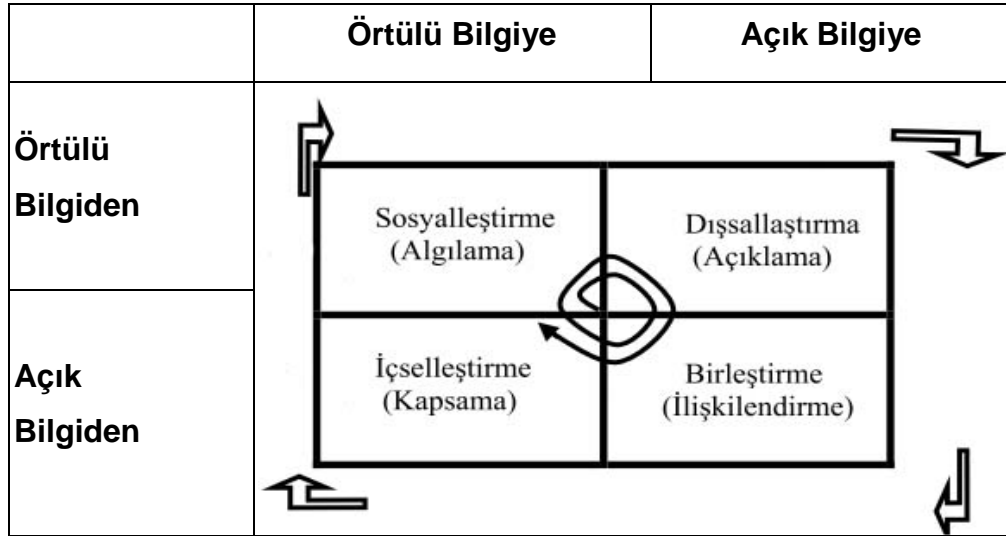 Örtülü Bilgiye
Açık Bilgiye
Örtülü
Bilgiden
Sosyalleştirme
(Algılama)
Dışsallaştırma
(Açıklama)
Açık
Bilgiden
İçselleştirme
(Kapsama)
Birleştirme
(İlişkilendirme)